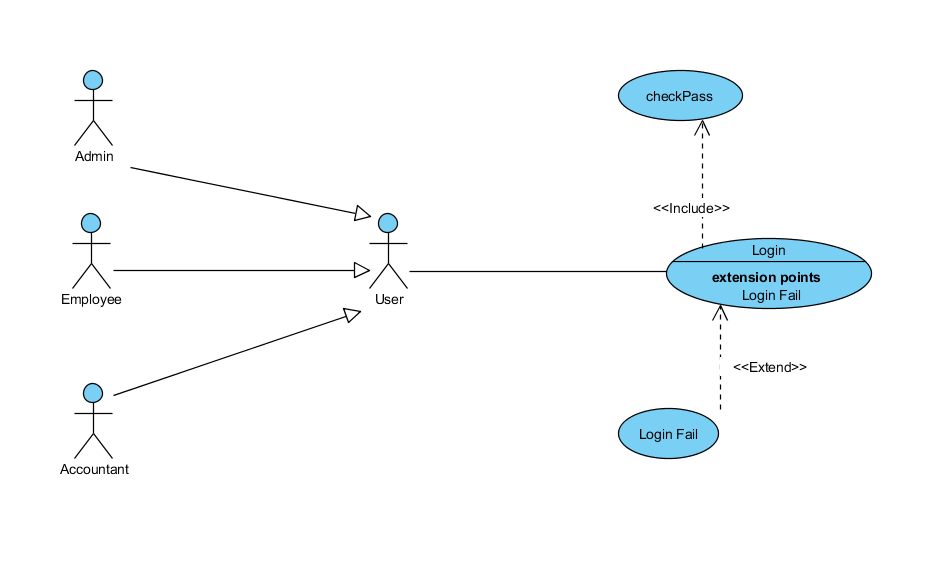 checkPass
Admin
<<Include>>
Login
extension points
Login Fail
Employee
User
<<Extend>>
Login Fail
Accountant